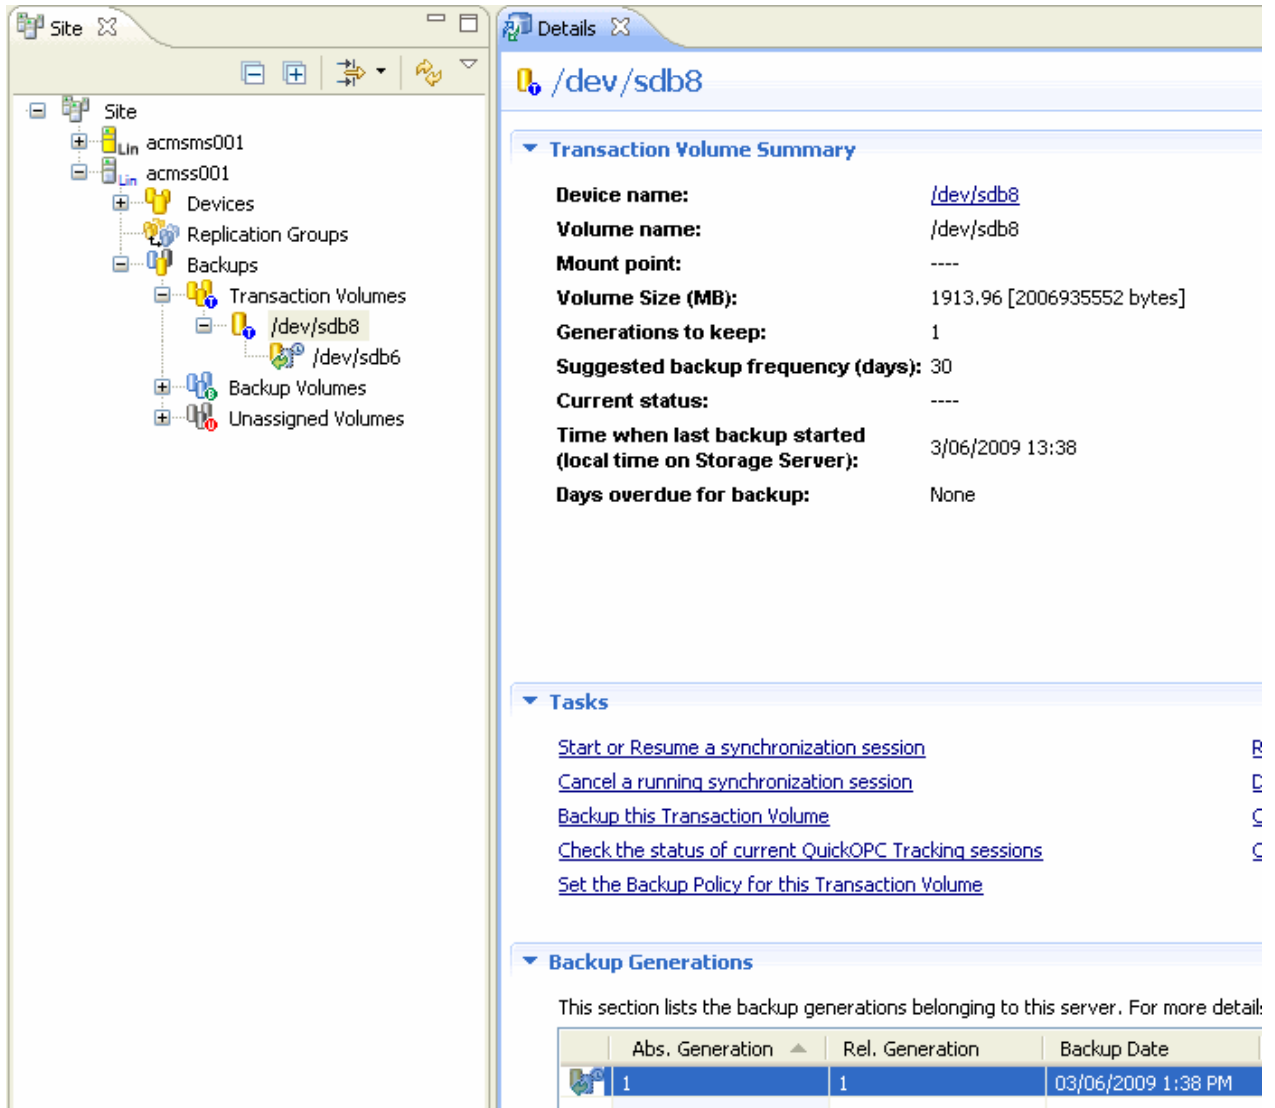 Site
Site
Lin acmsms001
Lin acmss001
Devices
Replication Groups
Backups
Transaction Volumes
/dev/sdb8
/dev/sdb6
Backup Volumes
Unassigned Volumes
Details
/dev/sdb8
Transaction Volume Summary
Device name: /dev/sdb8
Volume name: /dev/sdb8
Mount point: ----
Volume Size (MB): 1913.96 [2006935552 bytes]
Generations to keep: 1
Suggested backup frequency (days): 30
Current status: ----
Time when last backup started
(local time on Storage Server): 3/06/2009 13:38
Days overdue for backup: None
Tasks
Start or Resume a synchronization session
Cancel a running synchronization session
Backup this Transaction Volume
Check the status of current QuickOPC Tracking sessions
Set the Backup Policy for this Transaction Volume
Backup Generations
This section lists the backup generations belonging to this server. For more details
Abs. Generation Rel. Generation Backup Date
1 1 03/06/2009 1:38 PM